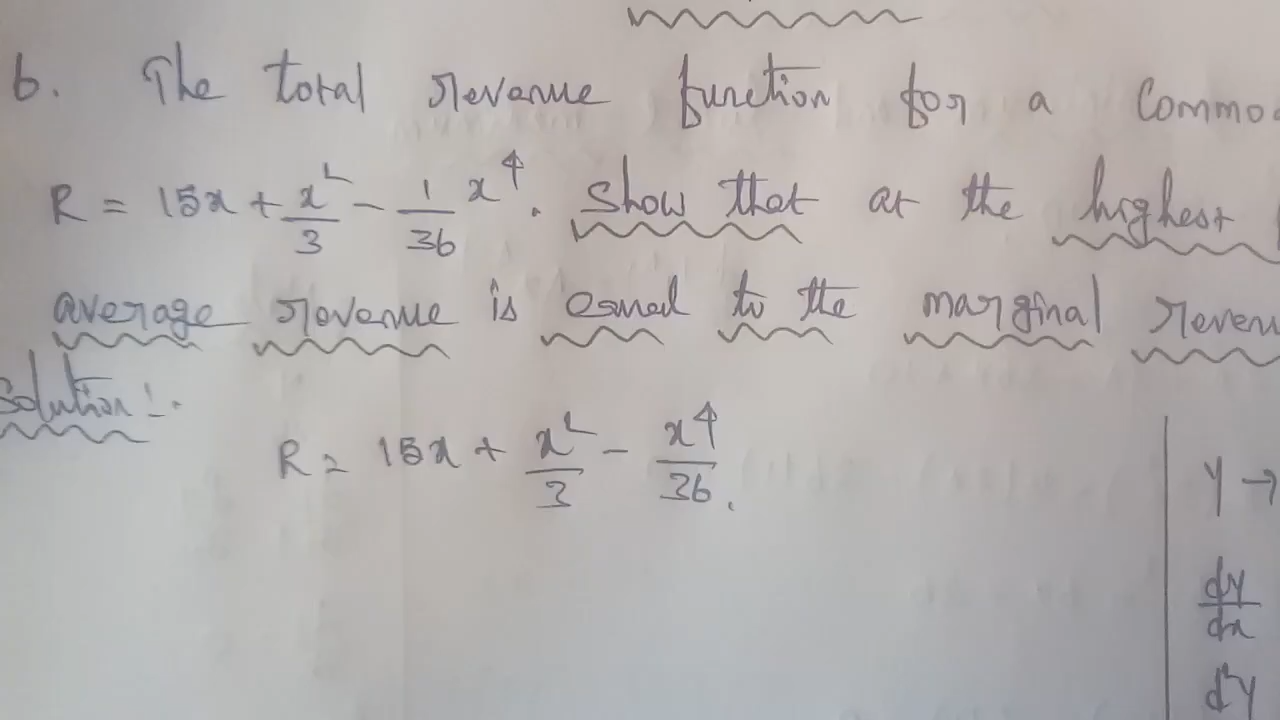 6. The total revenue function for a Commo
R = 15x + x²/3 - 1/36 x⁴. Show that at the highest
average revenue is equal to the marginal Reven
Solution :.
R = 15x + x²/3 - x⁴/36.
y →
dy/dx
d²y